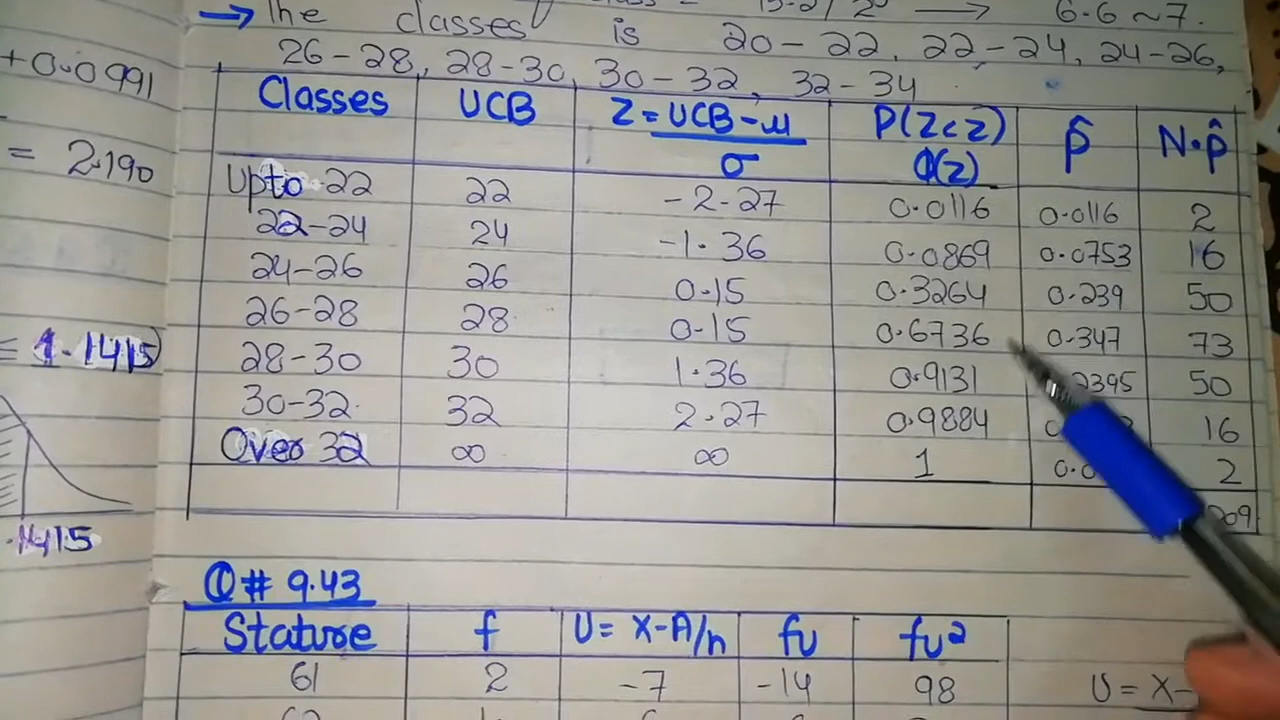 → The classes is 20-22, 22-24, 24-26,
6.6 ~7.
26-28, 28-30, 30-32, 32-34
+0.0991
= 2.190
= 1.1415
.1415
Classes UCB Z = UCB-μ/σ P(Z<z) Φ(z) p̂ N.p̂
Upto 22 22 -2.27 0.0116 0.0116 2
22-24 24 -1.36 0.0869 0.0753 16
24-26 26 0.15 0.3264 0.239 50
26-28 28 0.15 0.6736 0.347 73
28-30 30 1.36 0.9131 2395 50
30-32 32 2.27 0.9884 16
Over 32 ∞ ∞ 1 0.0 2
209
Q# 9.43
Stature f U = X-A/h fu fu²
61 2 -7 -14 98
U = X-